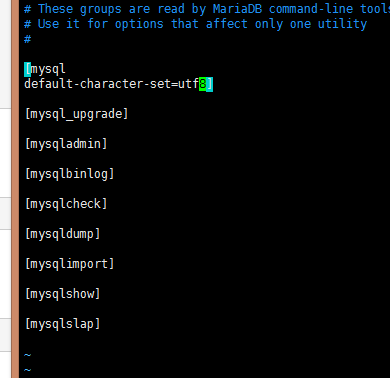 # These groups are read by MariaDB command-line tools
# Use it for options that affect only one utility
#
[mysql
default-character-set=utf8]
[mysql_upgrade]
[mysqladmin]
[mysqlbinlog]
[mysqlcheck]
[mysqldump]
[mysqlimport]
[mysqlshow]
[mysqlslap]
~
~